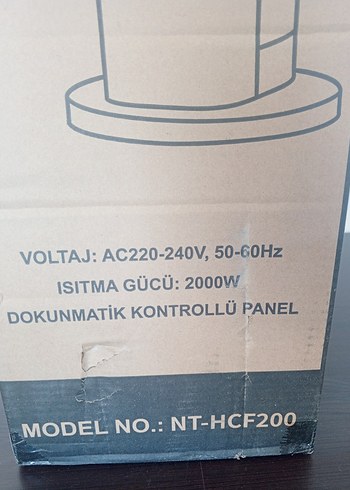 VOLTAJ: AC220-240V, 50-60Hz
ISITMA GÜCÜ: 2000W
DOKUNMATİK KONTROLLÜ PANEL
MODEL NO.: NT-HCF200